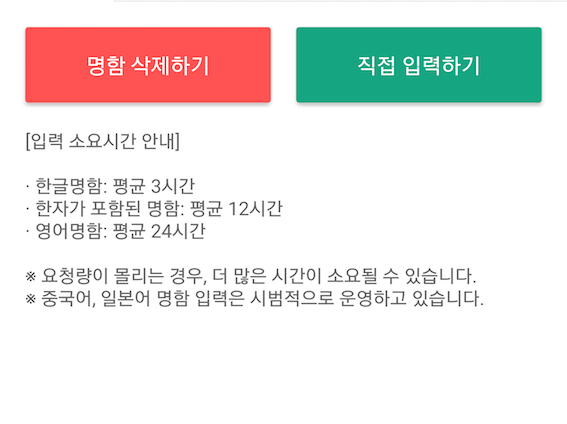 명함 삭제하기
직접 입력하기
[입력 소요시간 안내]
· 한글명함: 평균 3시간
· 한자가 포함된 명함: 평균 12시간
· 영어명함: 평균 24시간
※ 요청량이 몰리는 경우, 더 많은 시간이 소요될 수 있습니다.
※ 중국어, 일본어 명함 입력은 시범적으로 운영하고 있습니다.